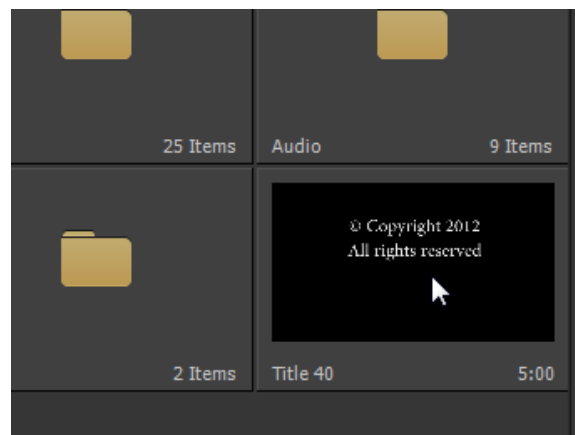 25 Items
Audio
9 Items
© Copyright 2012
All rights reserved
2 Items
Title 40
5:00